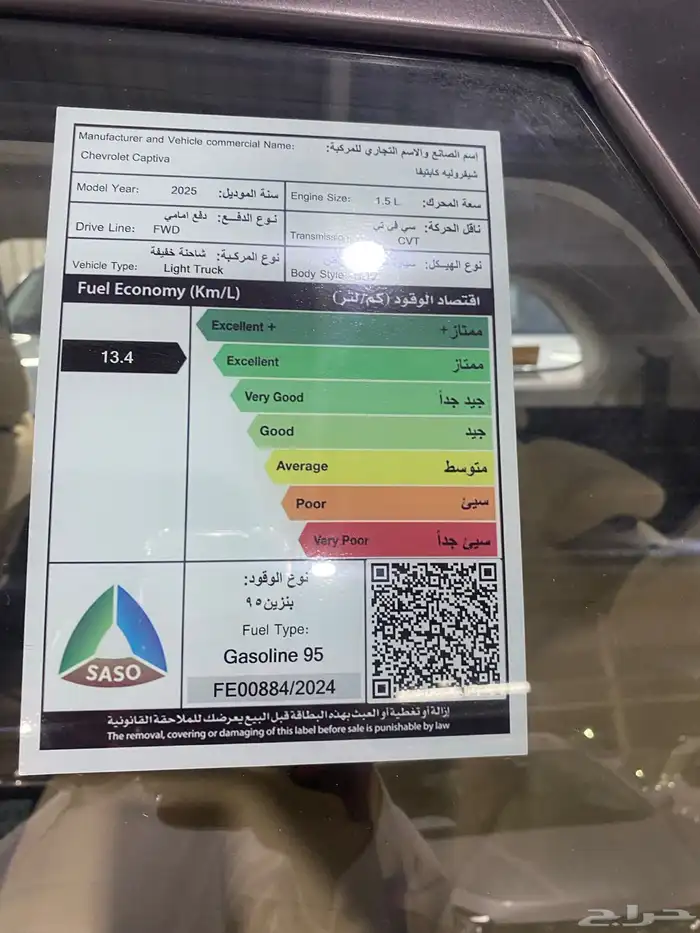 Manufacturer and Vehicle commercial Name: إسم الصانع والاسم التجاري للمركبة:
Chevrolet Captiva شيفروليه كابتيفا
Model Year: 2025 سنة الموديل:
Engine Size: 1.5 L سعة المحرك:
Drive Line: FWD نوع الدفع: دفع امامي
Transmission CVT ناقل الحركة: سي في تي
Vehicle Type: Light Truck نوع المركبة: شاحنة خفيفة
Body Style نوع الهيكل:
Fuel Economy (Km/L) اقتصاد الوقود (كم/لتر)
Excellent + ممتاز+
13.4
Excellent ممتاز
Very Good جيد جداً
Good جيد
Average متوسط
Poor سيئ
Very Poor سيئ جداً
نوع الوقود:
بنزين ٩٥
Fuel Type:
Gasoline 95
FE00884/2024
SASO
إزالة أو تغطية أو العبث بهذه البطاقة قبل البيع يعرضك للملاحقة القانونية
The removal, covering or damaging of this label before sale is punishable by law
حراج